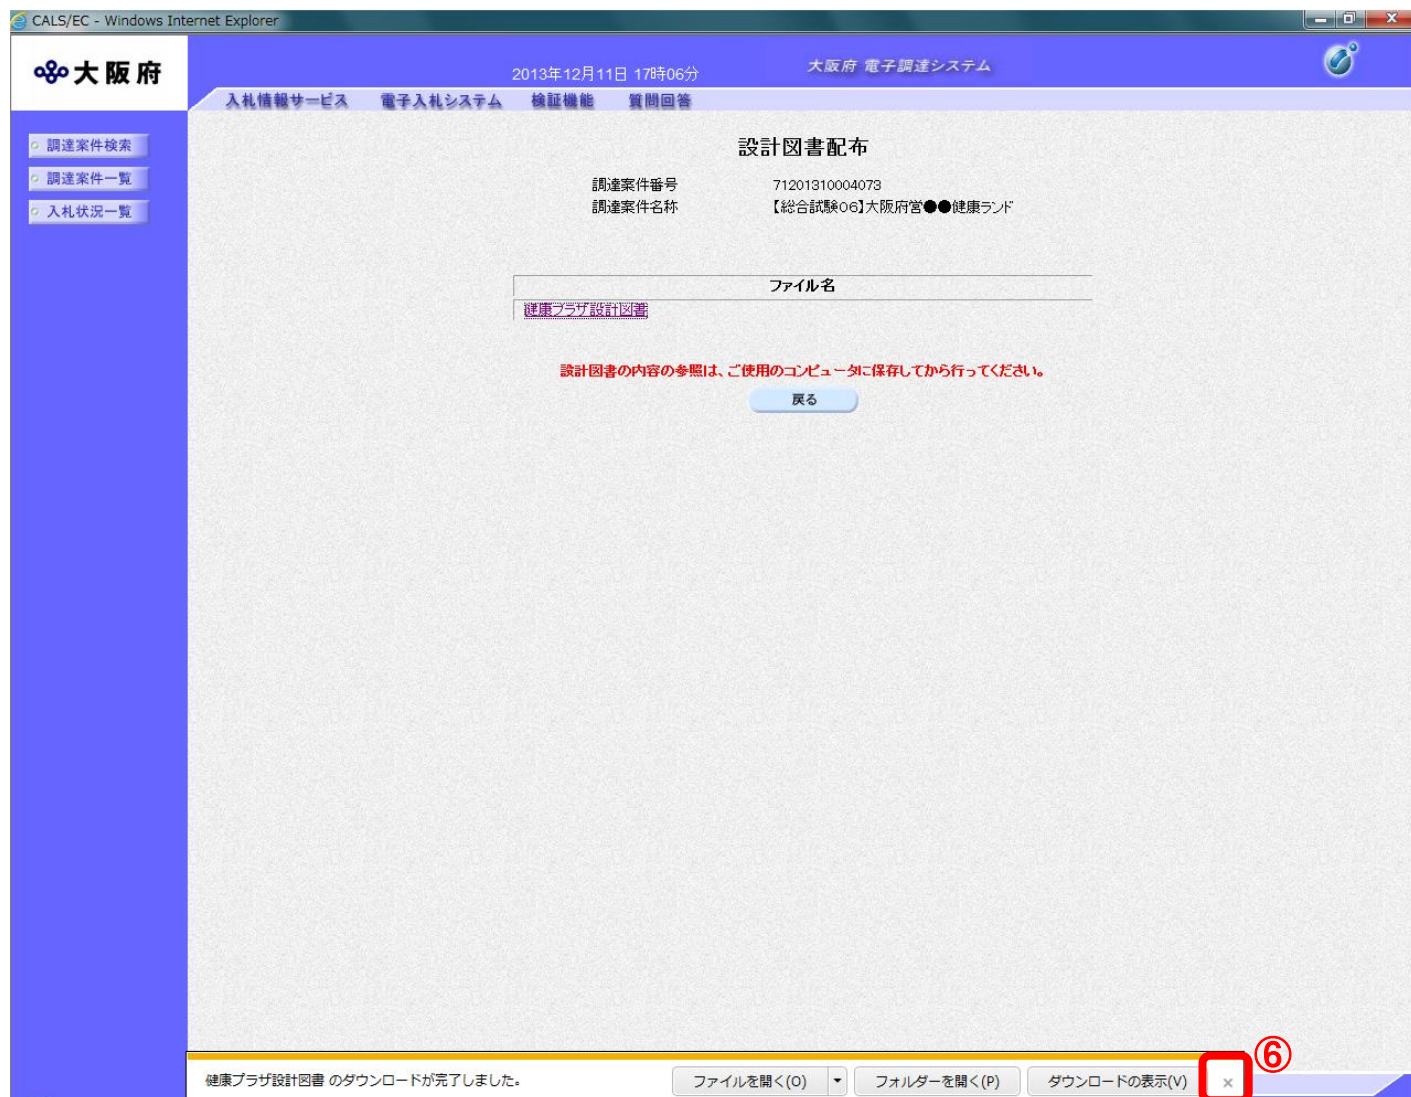 CALS/EC - Windows Internet Explorer
大阪府
2013年12月11日 17時06分
大阪府 電子調達システム
入札情報サービス 電子入札システム 検証機能 質問回答
調達案件検索
調達案件一覧
入札状況一覧
設計図書配布
調達案件番号 71201310004073
調達案件名称 【総合試験06】大阪府営●●健康ランド
ファイル名
健康プラザ設計図書
設計図書の内容の参照は、ご使用のコンピュータに保存してから行ってください。
戻る
⑥
健康プラザ設計図書 のダウンロードが完了しました。 ファイルを開く(O) フォルダーを開く(P) ダウンロードの表示(V) ×